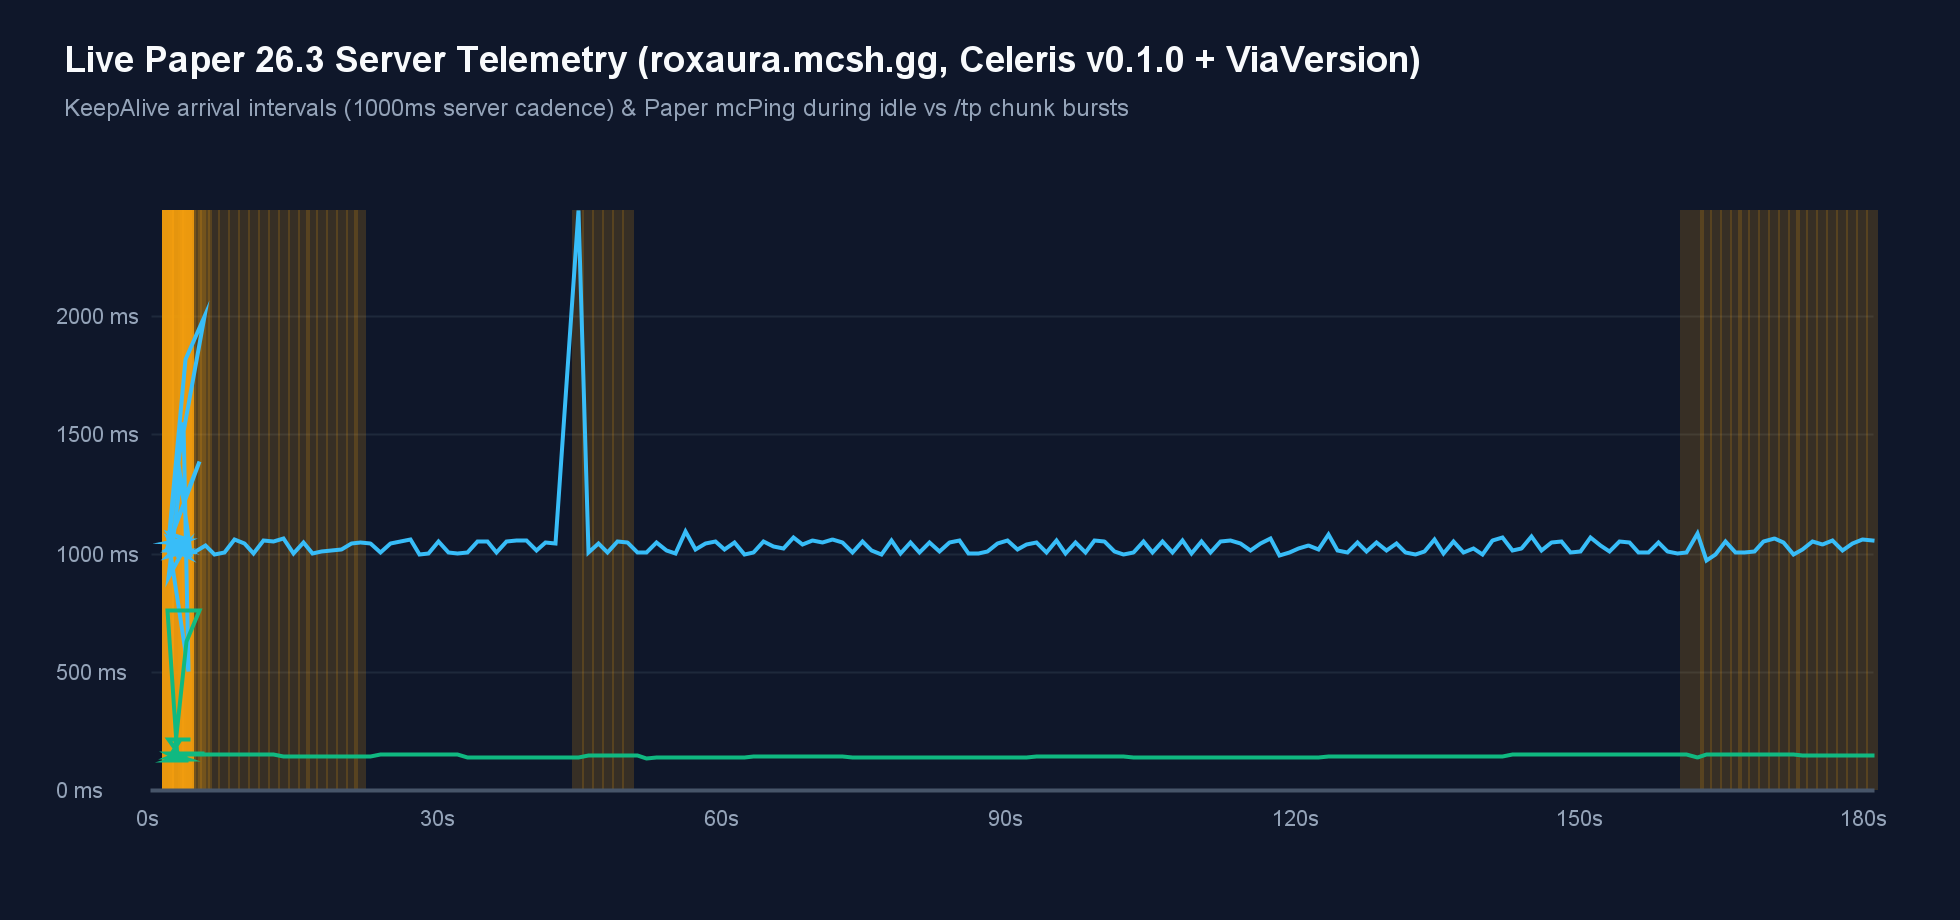 Live Paper 26.3 Server Telemetry (roxaura.mcsh.gg, Celeris v0.1.0 + ViaVersion)
KeepAlive arrival intervals (1000ms server cadence) & Paper mcPing during idle vs /tp chunk bursts
2000 ms
1500 ms
1000 ms
500 ms
0 ms
0s 30s 60s 90s 120s 150s 180s